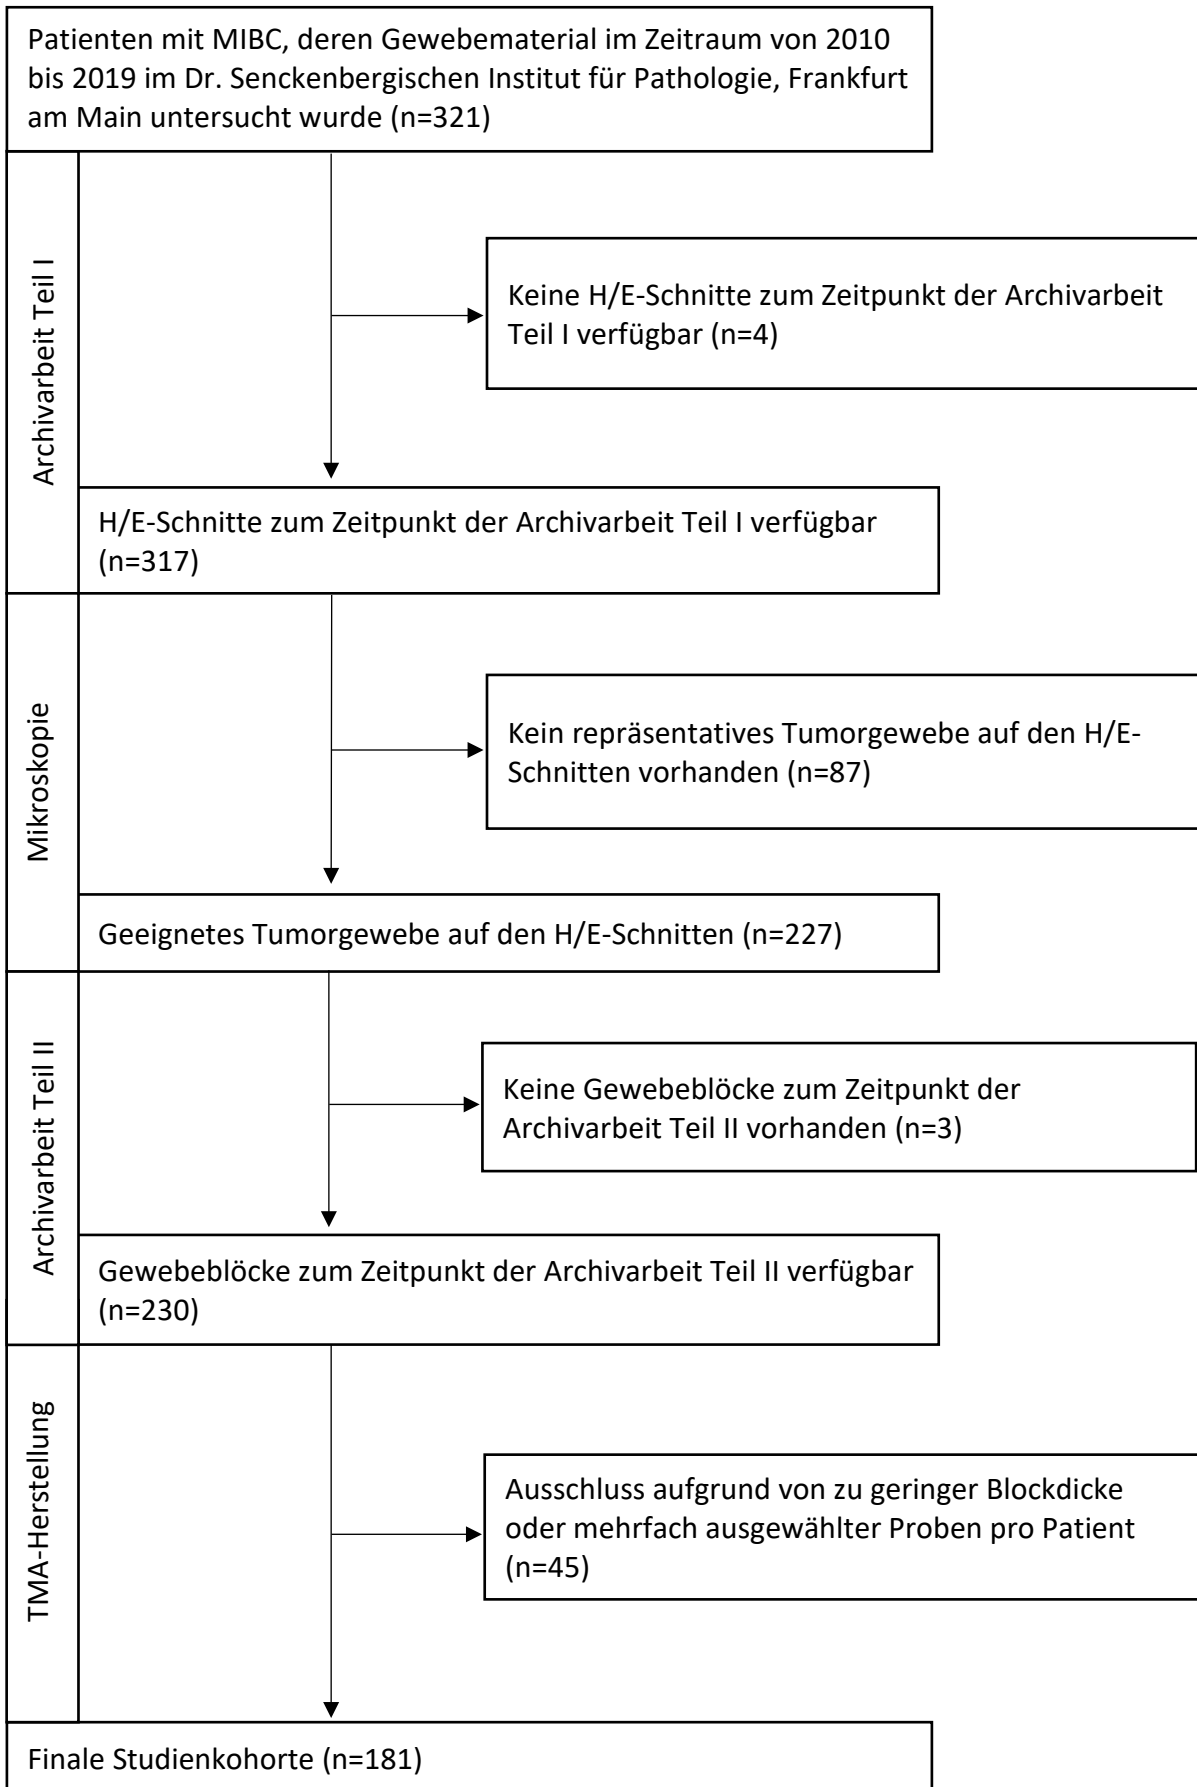 Patienten mit MIBC, deren Gewebematerial im Zeitraum von 2010
bis 2019 im Dr. Senckenbergischen Institut für Pathologie, Frankfurt
am Main untersucht wurde (n=321)
Archivarbeit Teil I
Keine H/E-Schnitte zum Zeitpunkt der Archivarbeit
Teil I verfügbar (n=4)
H/E-Schnitte zum Zeitpunkt der Archivarbeit Teil I verfügbar
(n=317)
Mikroskopie
Kein repräsentatives Tumorgewebe auf den H/E-
Schnitten vorhanden (n=87)
Geeignetes Tumorgewebe auf den H/E-Schnitten (n=227)
Archivarbeit Teil II
Keine Gewebeblöcke zum Zeitpunkt der
Archivarbeit Teil II vorhanden (n=3)
Gewebeblöcke zum Zeitpunkt der Archivarbeit Teil II verfügbar
(n=230)
TMA-Herstellung
Ausschluss aufgrund von zu geringer Blockdicke
oder mehrfach ausgewählter Proben pro Patient
(n=45)
Finale Studienkohorte (n=181)